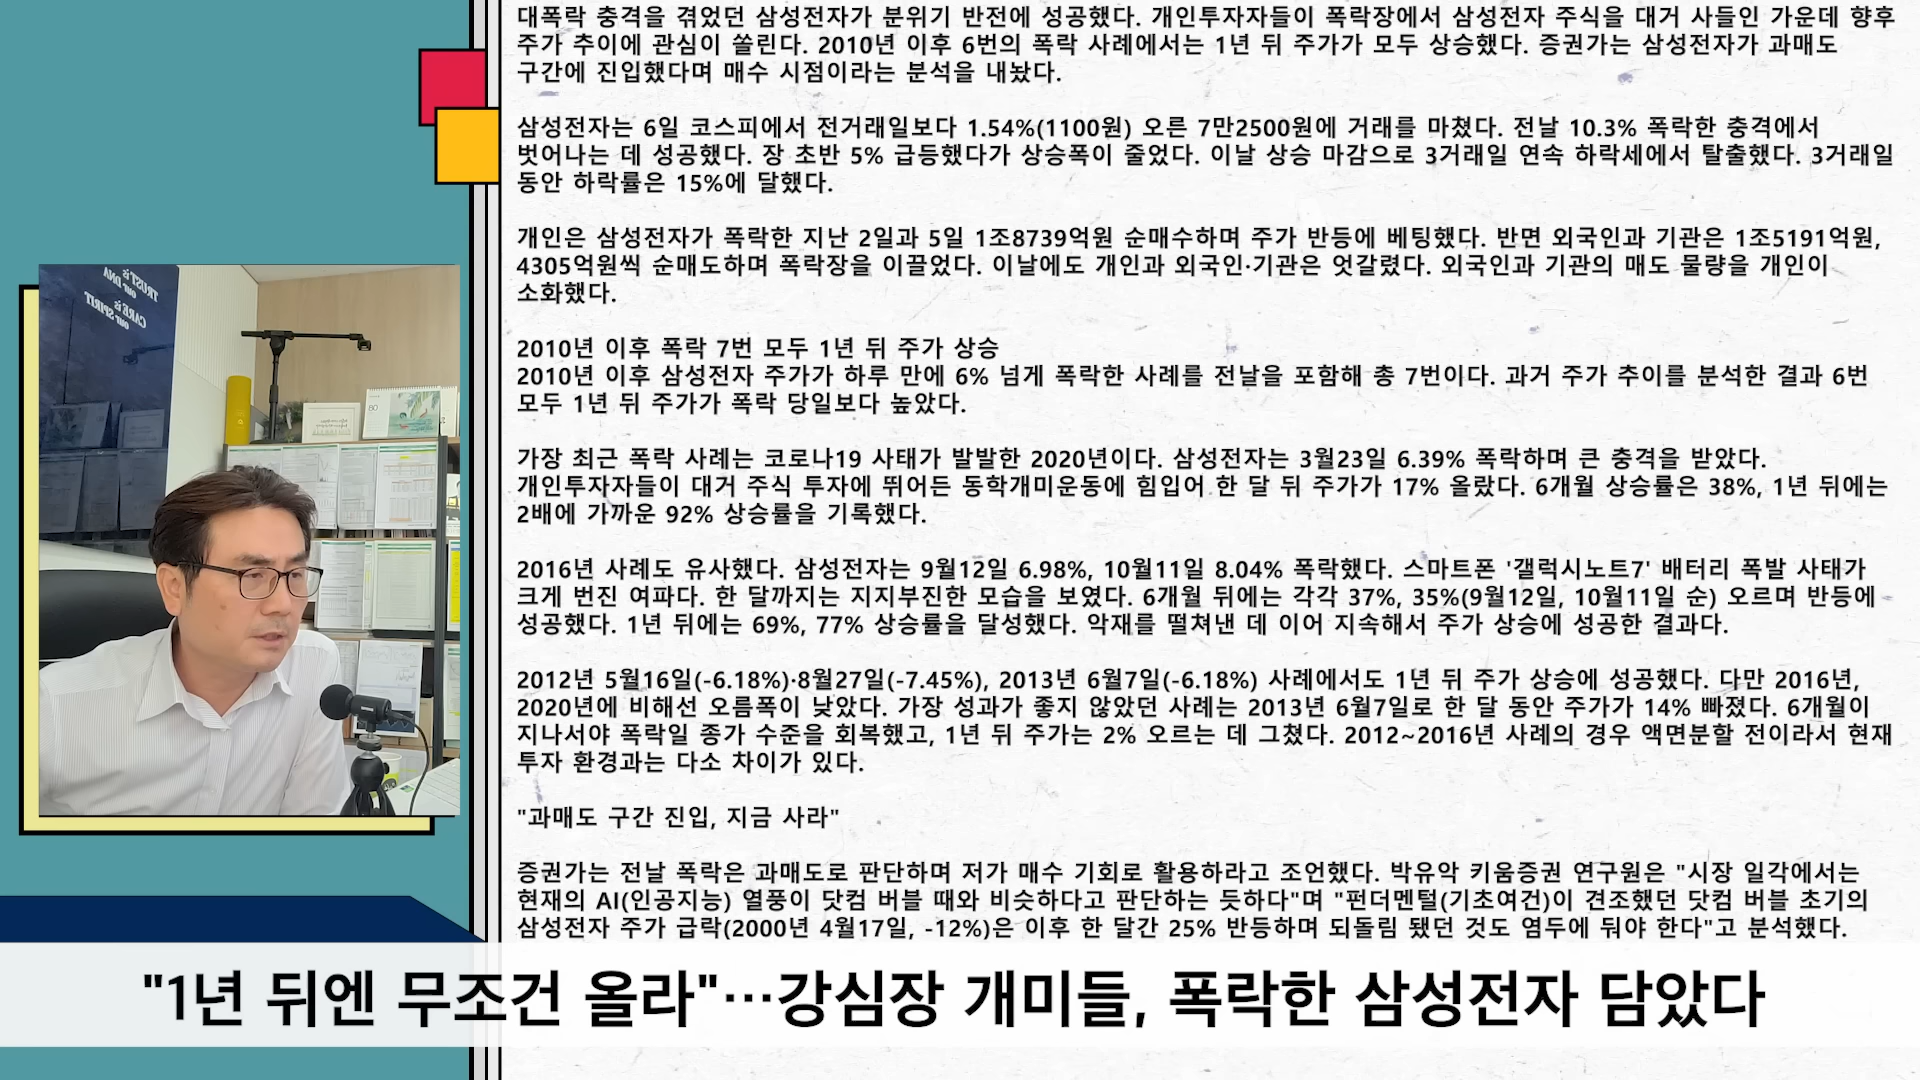 대폭락 충격을 겪었던 삼성전자가 분위기 반전에 성공했다. 개인투자자들이 폭락장에서 삼성전자 주식을 대거 사들인 가운데 향후
주가 추이에 관심이 쏠린다. 2010년 이후 6번의 폭락 사례에서는 1년 뒤 주가가 모두 상승했다. 증권가는 삼성전자가 과매도
구간에 진입했다며 매수 시점이라는 분석을 내놨다.
삼성전자는 6일 코스피에서 전거래일보다 1.54%(1100원) 오른 7만2500원에 거래를 마쳤다. 전날 10.3% 폭락한 충격에서
벗어나는 데 성공했다. 장 초반 5% 급등했다가 상승폭이 줄었다. 이날 상승 마감으로 3거래일 연속 하락세에서 탈출했다. 3거래일
동안 하락률은 15%에 달했다.
개인은 삼성전자가 폭락한 지난 2일과 5일 1조8739억원 순매수하며 주가 반등에 베팅했다. 반면 외국인과 기관은 1조5191억원,
4305억원씩 순매도하며 폭락장을 이끌었다. 이날에도 개인과 외국인·기관은 엇갈렸다. 외국인과 기관의 매도 물량을 개인이
소화했다.
2010년 이후 폭락 7번 모두 1년 뒤 주가 상승
2010년 이후 삼성전자 주가가 하루 만에 6% 넘게 폭락한 사례를 전날을 포함해 총 7번이다. 과거 주가 추이를 분석한 결과 6번
모두 1년 뒤 주가가 폭락 당일보다 높았다.
가장 최근 폭락 사례는 코로나19 사태가 발발한 2020년이다. 삼성전자는 3월23일 6.39% 폭락하며 큰 충격을 받았다.
개인투자자들이 대거 주식 투자에 뛰어든 동학개미운동에 힘입어 한 달 뒤 주가가 17% 올랐다. 6개월 상승률은 38%, 1년 뒤에는
2배에 가까운 92% 상승률을 기록했다.
2016년 사례도 유사했다. 삼성전자는 9월12일 6.98%, 10월11일 8.04% 폭락했다. 스마트폰 '갤럭시노트7' 배터리 폭발 사태가
크게 번진 여파다. 한 달까지는 지지부진한 모습을 보였다. 6개월 뒤에는 각각 37%, 35%(9월12일, 10월11일 순) 오르며 반등에
성공했다. 1년 뒤에는 69%, 77% 상승률을 달성했다. 악재를 떨쳐낸 데 이어 지속해서 주가 상승에 성공한 결과다.
2012년 5월16일(-6.18%)·8월27일(-7.45%), 2013년 6월7일(-6.18%) 사례에서도 1년 뒤 주가 상승에 성공했다. 다만 2016년,
2020년에 비해선 오름폭이 낮았다. 가장 성과가 좋지 않았던 사례는 2013년 6월7일로 한 달 동안 주가가 14% 빠졌다. 6개월이
지나서야 폭락일 종가 수준을 회복했고, 1년 뒤 주가는 2% 오르는 데 그쳤다. 2012~2016년 사례의 경우 액면분할 전이라서 현재
투자 환경과는 다소 차이가 있다.
"과매도 구간 진입, 지금 사라"
증권가는 전날 폭락은 과매도로 판단하며 저가 매수 기회로 활용하라고 조언했다. 박유악 키움증권 연구원은 "시장 일각에서는
현재의 AI(인공지능) 열풍이 닷컴 버블 때와 비슷하다고 판단하는 듯하다"며 "펀더멘털(기초여건)이 견조했던 닷컴 버블 초기의
삼성전자 주가 급락(2000년 4월17일, -12%)은 이후 한 달간 25% 반등하며 되돌림 됐던 것도 염두에 둬야 한다"고 분석했다.
TRUST is
our DNA
CARE is
our SPIRIT
"1년 뒤엔 무조건 올라"…강심장 개미들, 폭락한 삼성전자 담았다